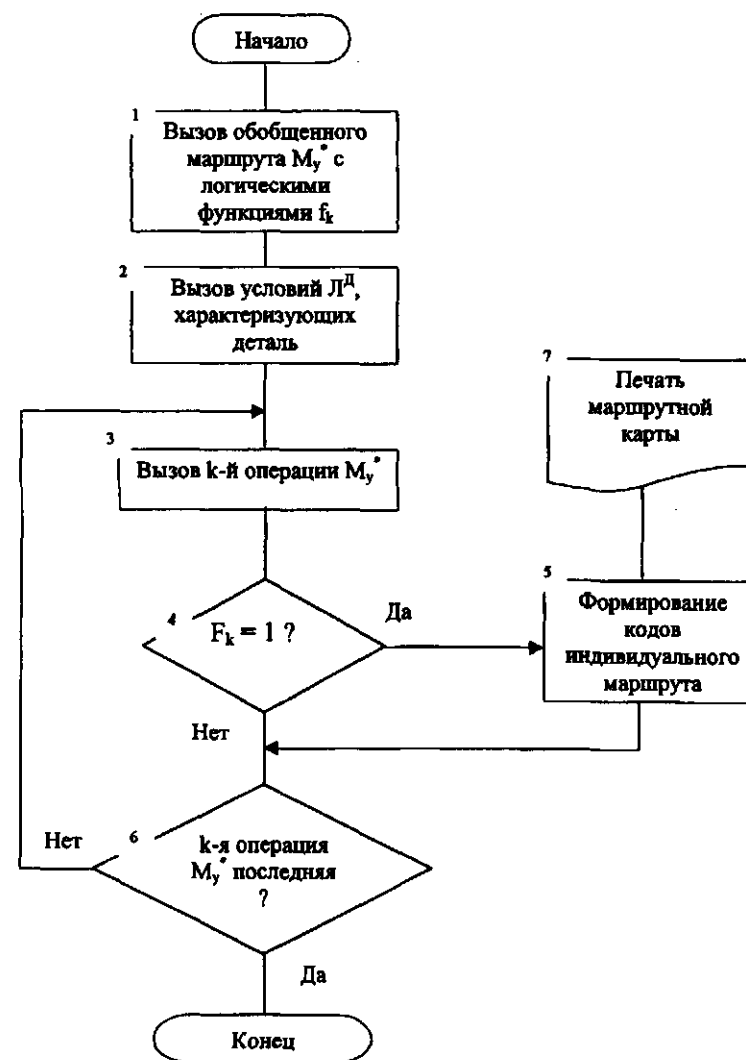 Начало
1
Вызов обобщенного
маршрута Mу* с
логическими
функциями fk
2
Вызов условий Л^Д,
характеризующих
деталь
3
Вызов k-й операции Mу*
4
Fk = 1 ?
Да
Нет
5
Формирование
кодов
индивидуального
маршрута
7
Печать
маршрутной
карты
6
k-я операция
Mу* последняя
?
Нет
Да
Конец